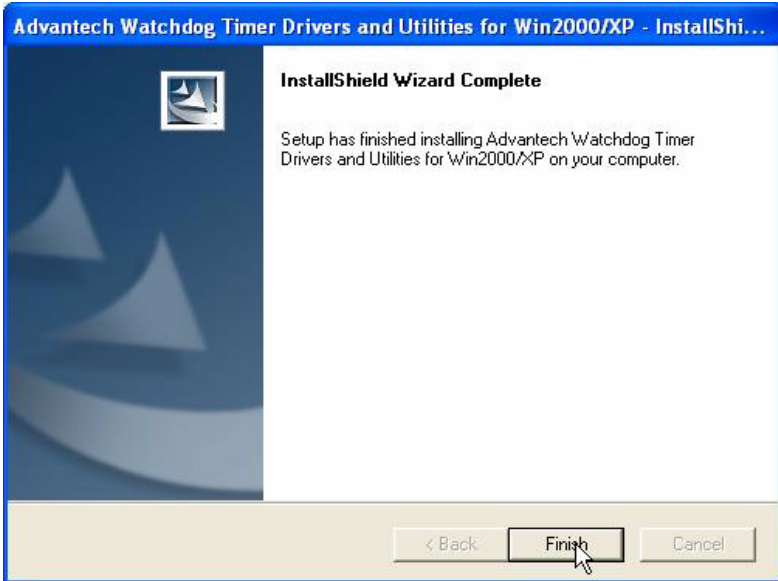 Advantech Watchdog Timer Drivers and Utilities for Win2000/XP - InstallShi...
InstallShield Wizard Complete
Setup has finished installing Advantech Watchdog Timer
Drivers and Utilities for Win2000/XP on your computer.
< Back Finish Cancel